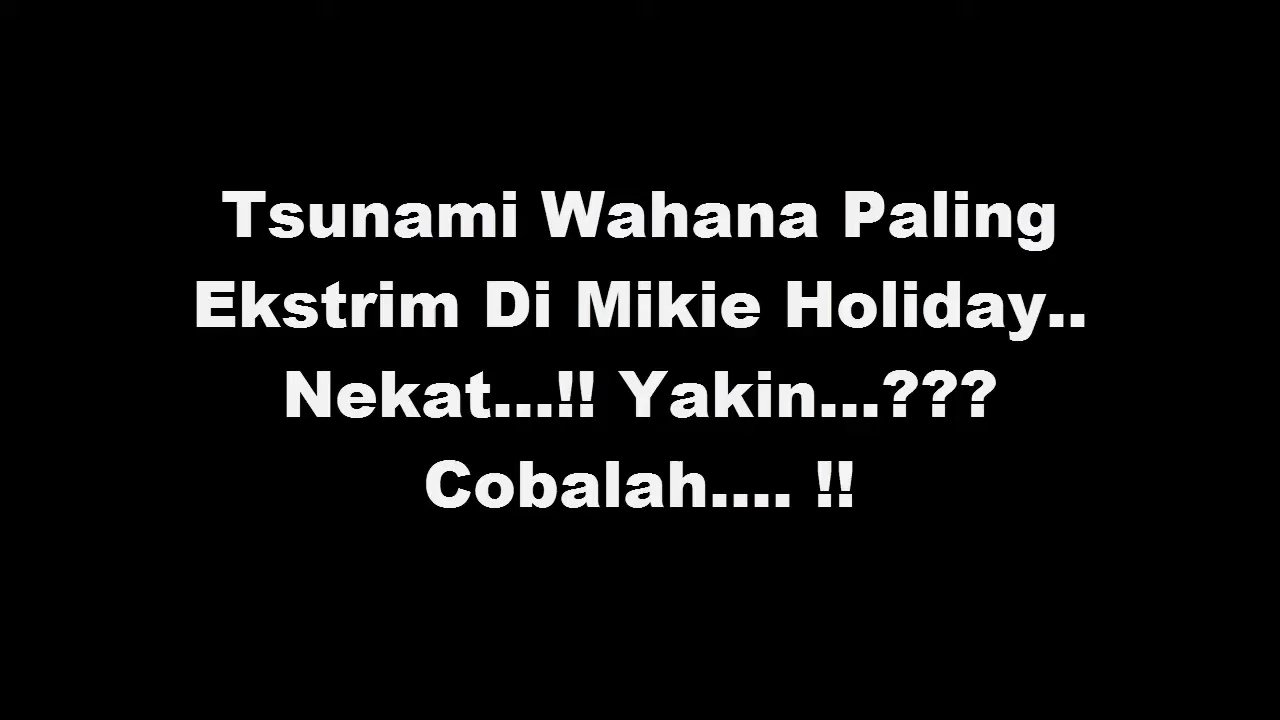 Tsunami Wahana Paling
Ekstrim Di Mikie Holiday..
Nekat...!! Yakin...???
Cobalah.... !!